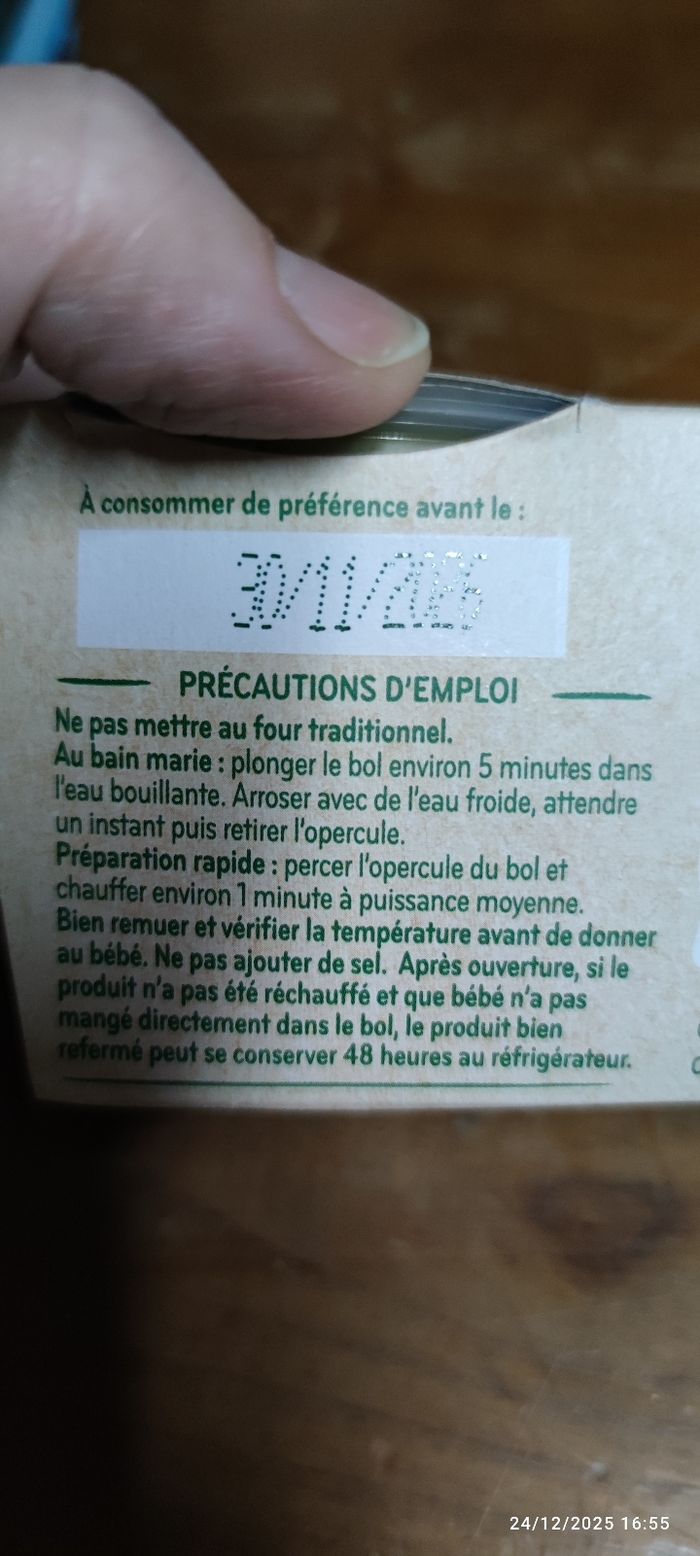 À consommer de préférence avant le :
30/11/2026
PRÉCAUTIONS D'EMPLOI
Ne pas mettre au four traditionnel.
Au bain marie : plonger le bol environ 5 minutes dans
l'eau bouillante. Arroser avec de l'eau froide, attendre
un instant puis retirer l'opercule.
Préparation rapide : percer l'opercule du bol et
chauffer environ 1 minute à puissance moyenne.
Bien remuer et vérifier la température avant de donner
au bébé. Ne pas ajouter de sel. Après ouverture, si le
produit n'a pas été réchauffé et que bébé n'a pas
mangé directement dans le bol, le produit bien
refermé peut se conserver 48 heures au réfrigérateur.
24/12/2025 16:55